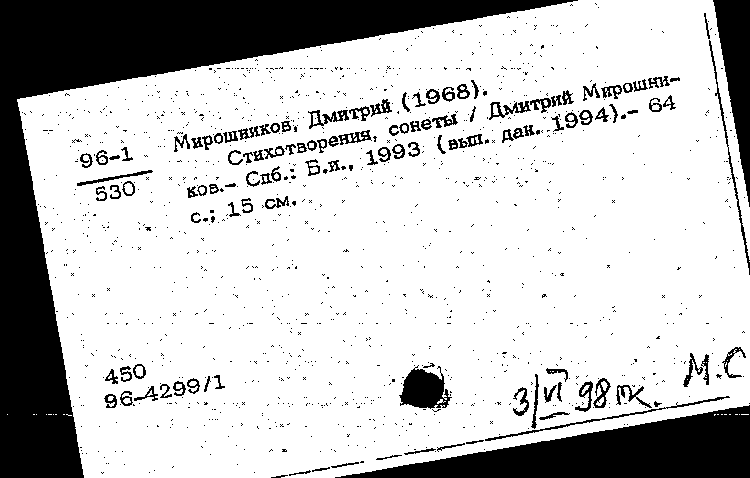 96-1
530
Мирошников, Дмитрий (1968).
Стихотворения, сонеты / Дмитрий Мирошни-
ков.- Спб.: Б.и., 1993 (вып. дан. 1994).- 64
с.; 15 см.
450
96-4299/1
3/VI 98 пк. М.С